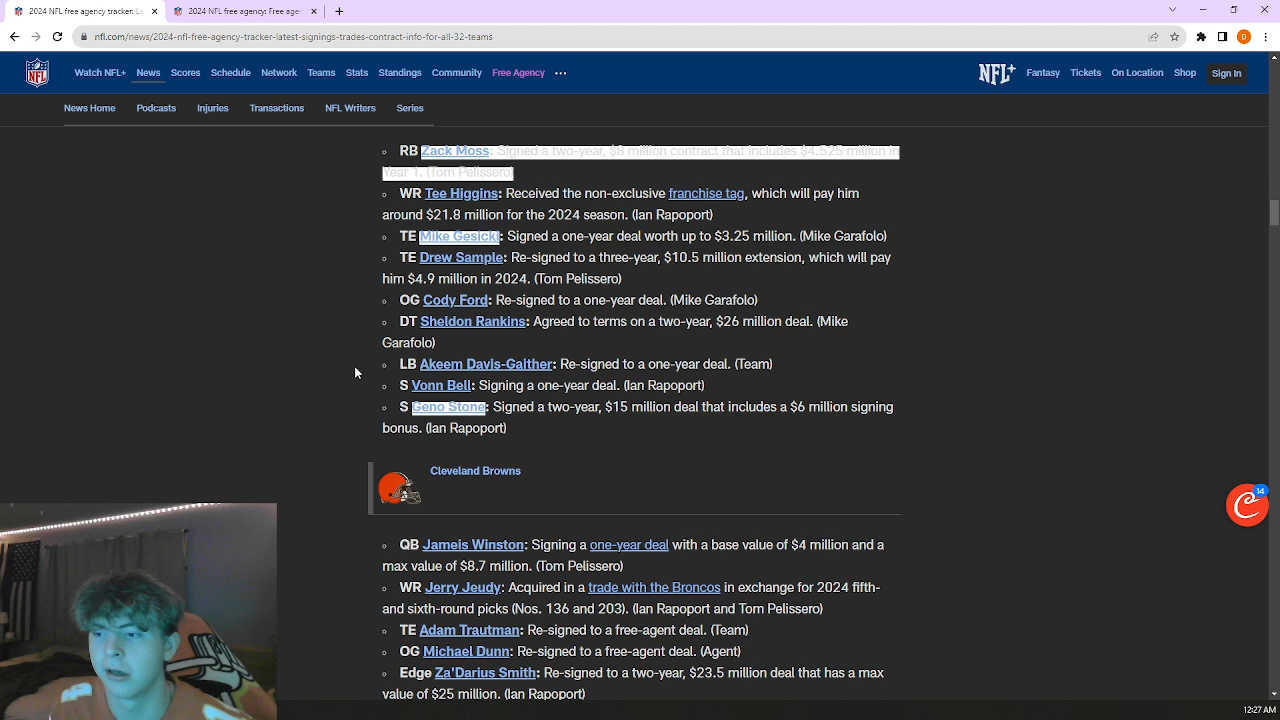 2024 NFL free agency tracker: La
2024 NFL free agency: Free ager
nfl.com/news/2024-nfl-free-agency-tracker-latest-signings-trades-contract-info-for-all-32-teams
D
NFL
Watch NFL+ News Scores Schedule Network Teams Stats Standings Community Free Agency ••• NFL+ Fantasy Tickets On Location Shop Sign In
News Home Podcasts Injuries Transactions NFL Writers Series
RB Zack Moss: Signed a two-year, $8 million contract that includes $4.525 million in
Year 1. (Tom Pelissero)
WR Tee Higgins: Received the non-exclusive franchise tag, which will pay him
around $21.8 million for the 2024 season. (Ian Rapoport)
TE Mike Gesicki: Signed a one-year deal worth up to $3.25 million. (Mike Garafolo)
TE Drew Sample: Re-signed to a three-year, $10.5 million extension, which will pay
him $4.9 million in 2024. (Tom Pelissero)
OG Cody Ford: Re-signed to a one-year deal. (Mike Garafolo)
DT Sheldon Rankins: Agreed to terms on a two-year, $26 million deal. (Mike
Garafolo)
LB Akeem Davis-Gaither: Re-signed to a one-year deal. (Team)
S Vonn Bell: Signing a one-year deal. (Ian Rapoport)
S Geno Stone: Signed a two-year, $15 million deal that includes a $6 million signing
bonus. (Ian Rapoport)
Cleveland Browns
14
QB Jameis Winston: Signing a one-year deal with a base value of $4 million and a
max value of $8.7 million. (Tom Pelissero)
WR Jerry Jeudy: Acquired in a trade with the Broncos in exchange for 2024 fifth-
and sixth-round picks (Nos. 136 and 203). (Ian Rapoport and Tom Pelissero)
TE Adam Trautman: Re-signed to a free-agent deal. (Team)
OG Michael Dunn: Re-signed to a free-agent deal. (Agent)
Edge Za'Darius Smith: Re-signed to a two-year, $23.5 million deal that has a max
value of $25 million. (Ian Rapoport)
12:27 AM